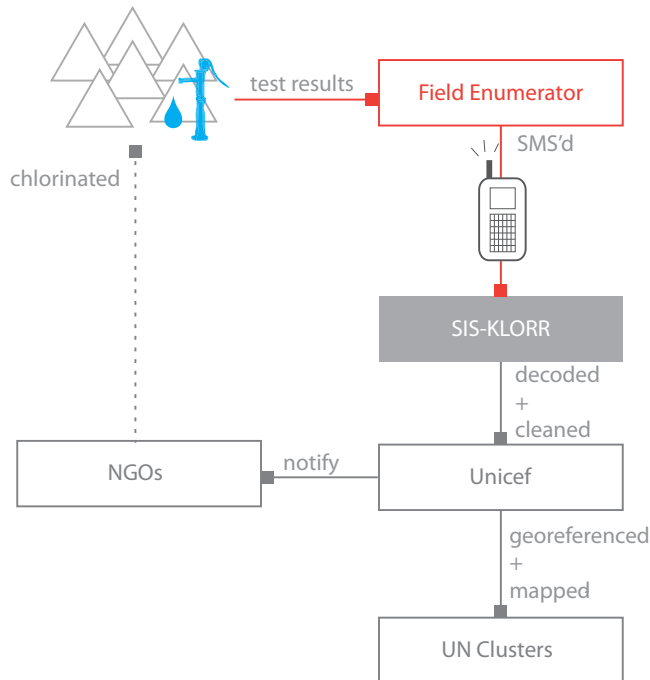 test results
Field Enumerator
SMS'd
chlorinated
SIS-KLORR
decoded
+
cleaned
NGOs
notify
Unicef
georeferenced
+
mapped
UN Clusters